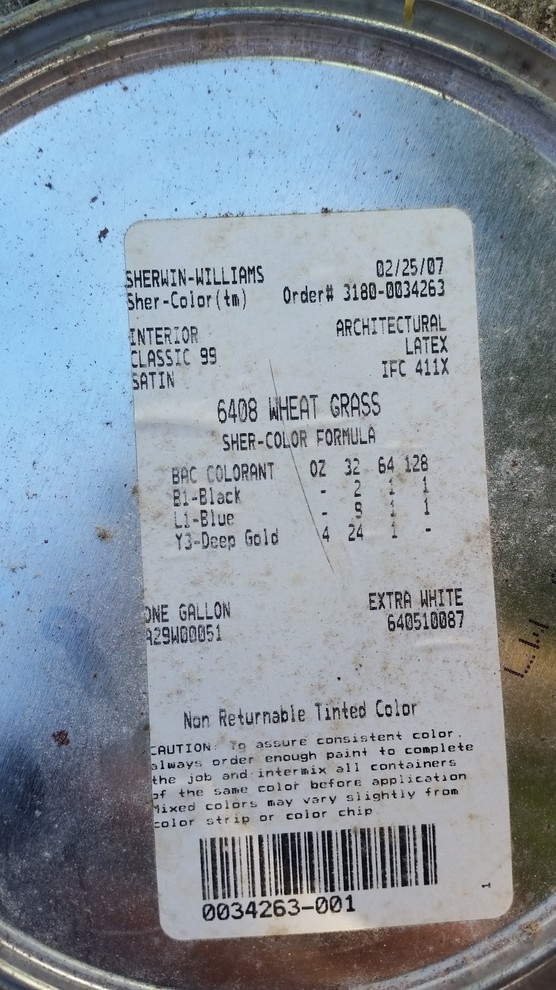 SHERWIN-WILLIAMS 02/25/07
Sher-Color(tm) Order# 3180-0034263
INTERIOR ARCHITECTURAL
CLASSIC 99 LATEX
SATIN IFC 411X
6408 WHEAT GRASS
SHER-COLOR FORMULA
BAC COLORANT OZ 32 64 128
B1-Black - 2 1 1
L1-Blue - 9 1 1
Y3-Deep Gold 4 24 1 -
ONE GALLON EXTRA WHITE
A29W00051 640510087
Non Returnable Tinted Color
CAUTION: To assure consistent color,
always order enough paint to complete
the job and intermix all containers
of the same color before application
Mixed colors may vary slightly from
color strip or color chip
0034263-001
1